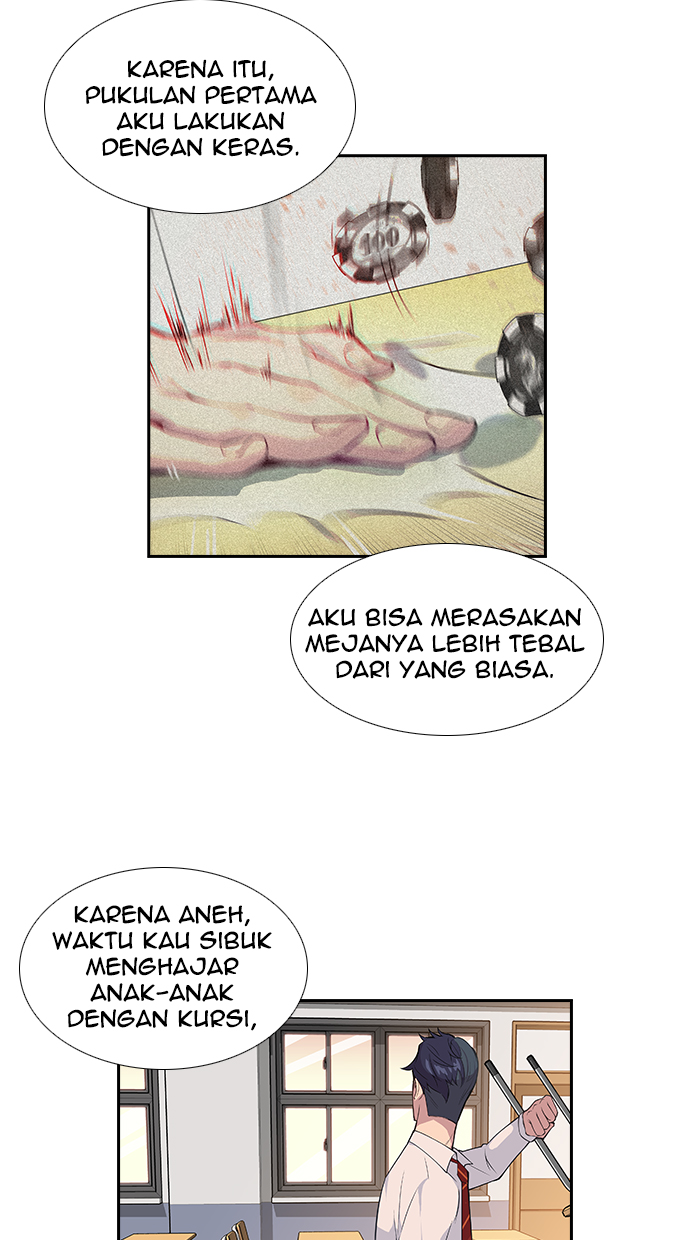 KARENA ITU,
PUKULAN PERTAMA
AKU LAKUKAN
DENGAN KERAS.
100
AKU BISA MERASAKAN
MEJANYA LEBIH TEBAL
DARI YANG BIASA.
KARENA ANEH,
WAKTU KAU SIBUK
MENGHAJAR
ANAK-ANAK
DENGAN KURSI,